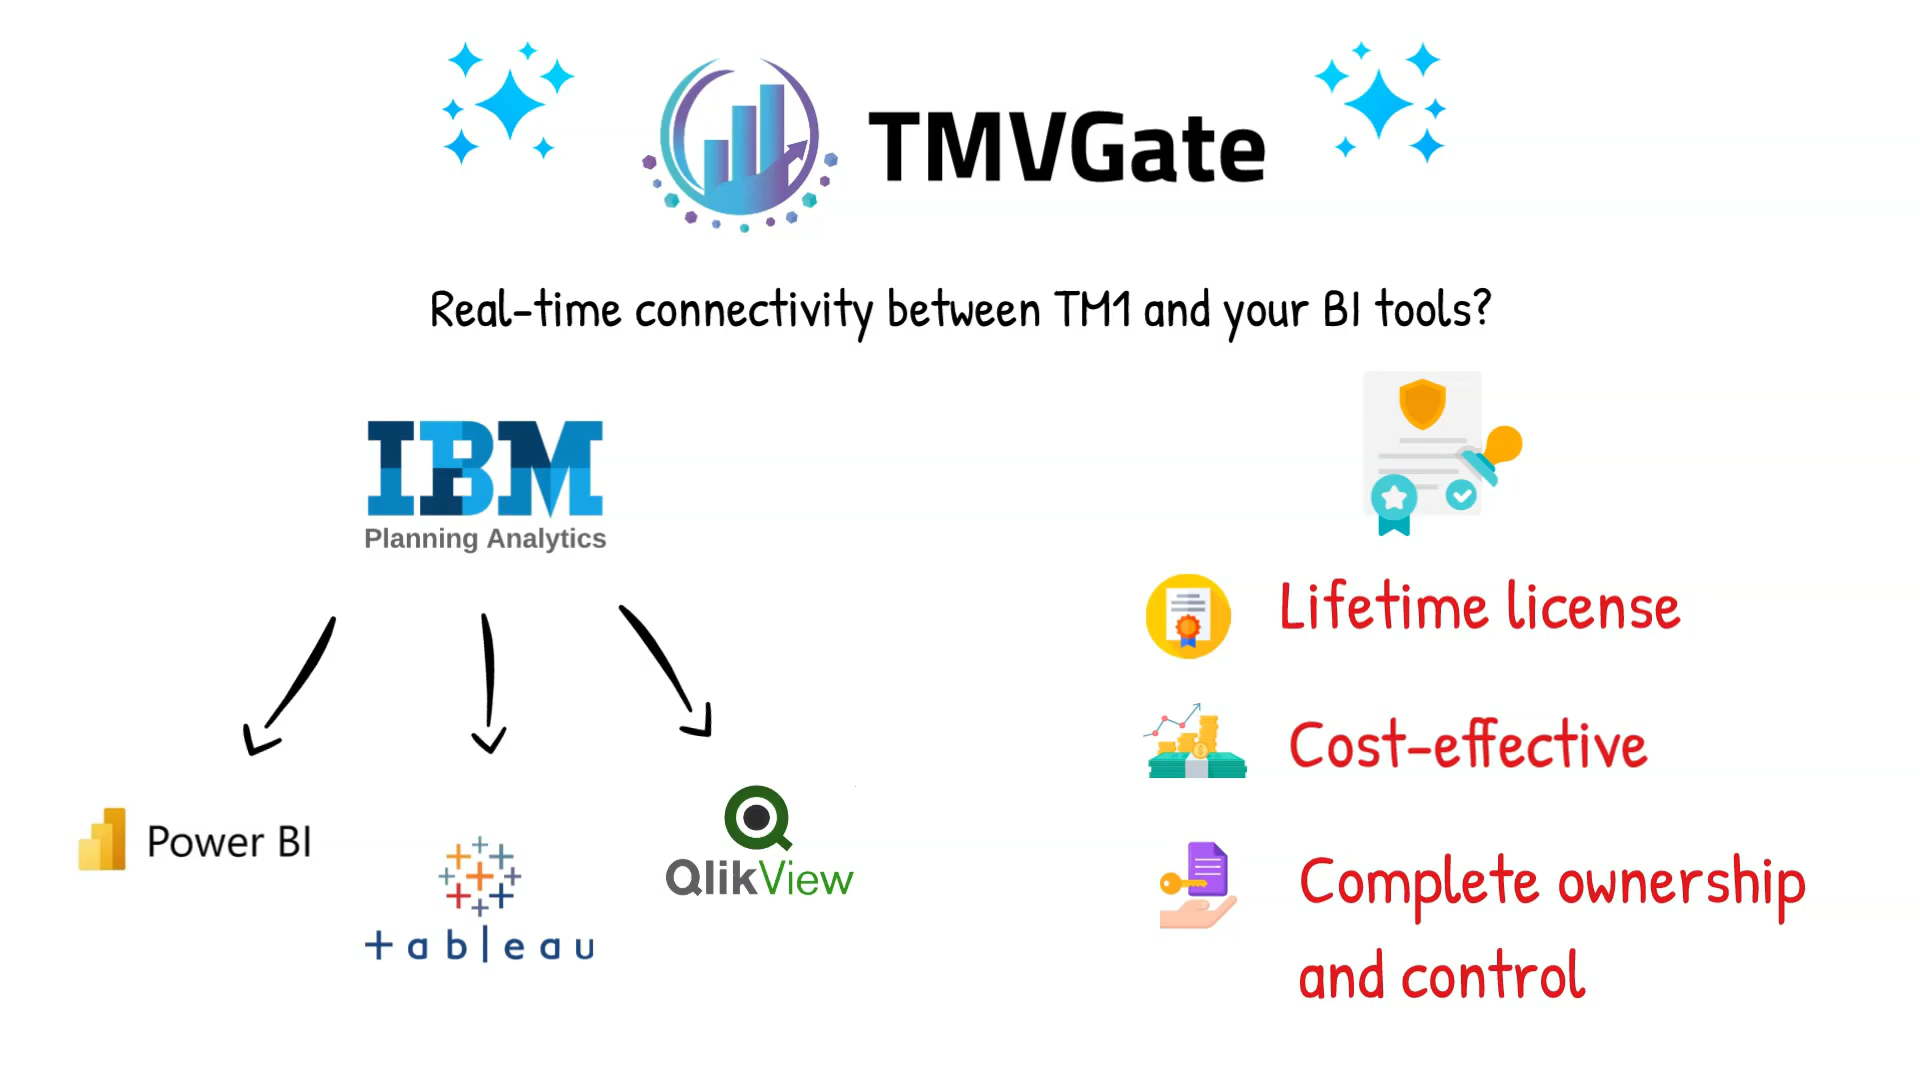 TMVGate
Real-time connectivity between TM1 and your BI tools?
IBM
Planning Analytics
Power BI
+ableau
QlikView
Lifetime license
Cost-effective
Complete ownership
and control